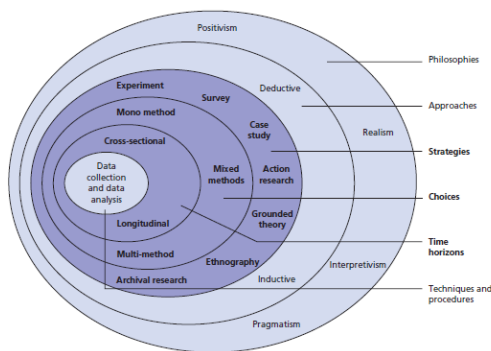 Positivism
Philosophies
Experiment
Deductive
Survey
Approaches
Mono method
Case
study
Realism
Cross-sectional
Strategies
Data
collection
and data
analysis
Mixed
methods
Action
research
Choices
Longitudinal
Grounded
theory
Time
horizons
Multi-method
Ethnography
Interpretivism
Archival research
Inductive
Techniques and
procedures
Pragmatism